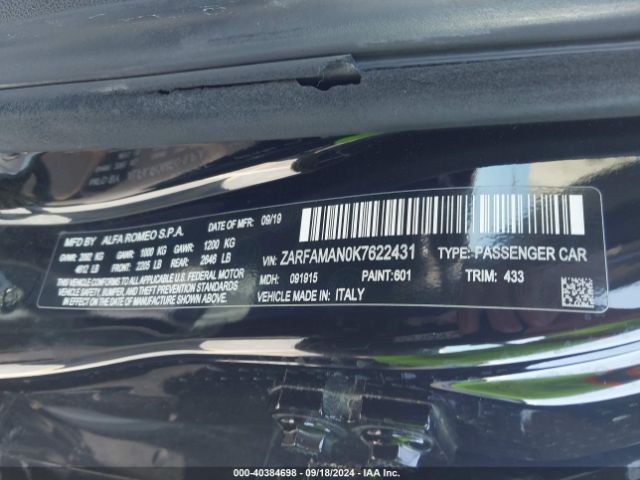 MFD BY: ALFA ROMEO S.P.A. DATE OF MFR: 09/19
GVWR: KG GAWR: 1000 KG GAWR: 1200 KG
LB FRONT: 2205 LB REAR: 2646 LB
THIS VEHICLE CONFORMS TO ALL APPLICABLE U.S. FEDERAL MOTOR
VEHICLE SAFETY, BUMPER, AND THEFT PREVENTION STANDARDS
IN EFFECT ON THE DATE OF MANUFACTURE SHOWN ABOVE
VIN: ZARFAMAN0K7622431 TYPE: PASSENGER CAR
MDH: 091915 PAINT: 601 TRIM: 433
VEHICLE MADE IN: ITALY
000-40384698 - 09/18/2024 - IAA Inc.